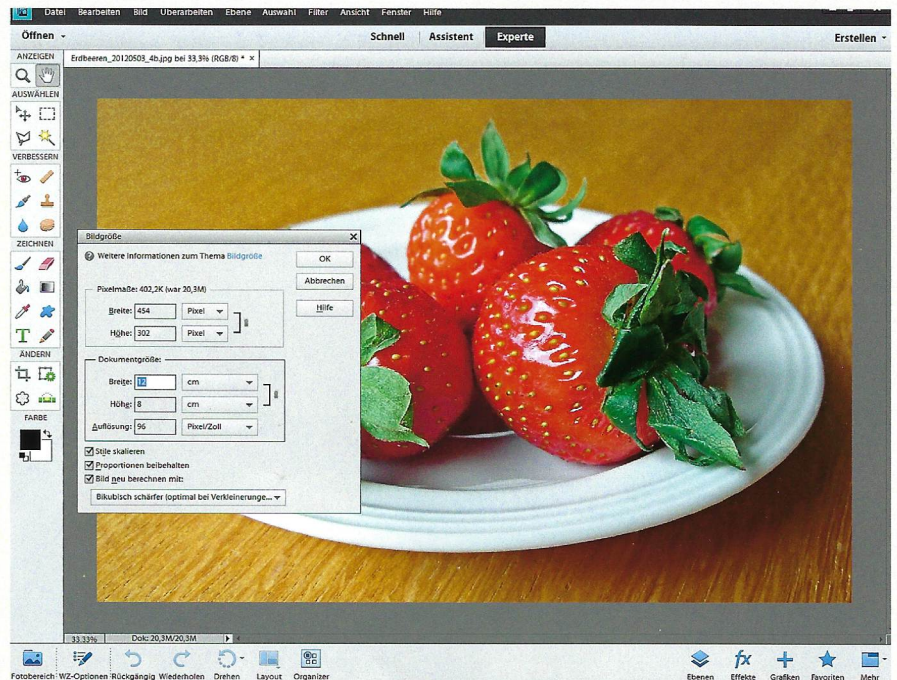 Datei Bearbeiten Bild Überarbeiten Ebene Auswahl Filter Ansicht Fenster Hilfe
Öffnen
Schnell Assistent Experte
Erstellen
ANZEIGEN
Erdbeeren_20120503_4b.jpg bei 33,3% (RGB/8) * ×
AUSWÄHLEN
VERBESSERN
ZEICHNEN
T
ÄNDERN
FARBE
Bildgröße
Weitere Informationen zum Thema Bildgröße
OK
Abbrechen
Hilfe
Pixelmaße: 402,2K (war 20,3M)
Breite: 454 Pixel
Höhe: 302 Pixel
Dokumentgröße:
Breite: 12 cm
Höhe: 8 cm
Auflösung: 96 Pixel/Zoll
Stile skalieren
Proportionen beibehalten
Bild neu berechnen mit:
Bikubisch schärfer (optimal bei Verkleinerunge...
33,33% Dok: 20,3M/20,3M
Fotobereich WZ-Optionen Rückgängig Wiederholen Drehen Layout Organizer
fx
Ebenen Effekte Grafiken Favoriten Mehr